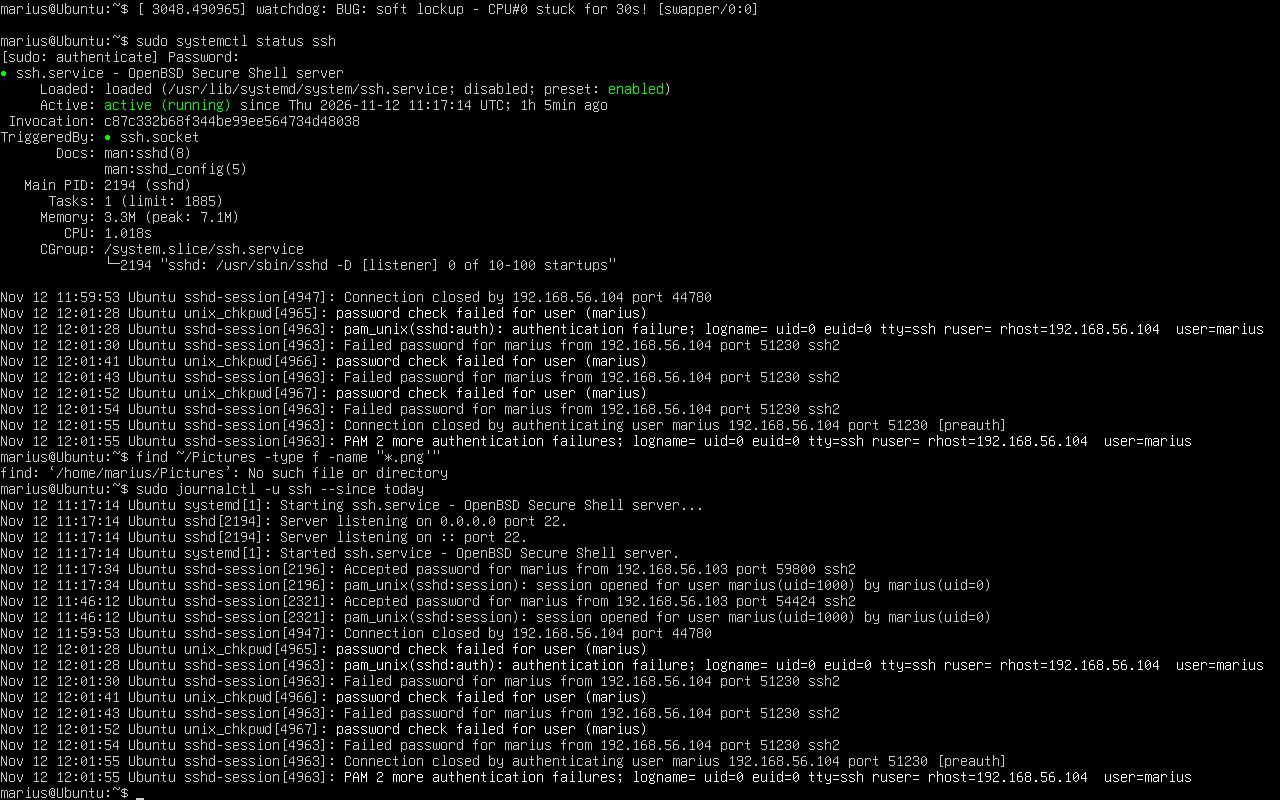 marius@Ubuntu:~$ [ 3048.490965] watchdog: BUG: soft lockup - CPU#0 stuck for 30s! [swapper/0:0]
marius@Ubuntu:~$ sudo systemctl status ssh
[sudo: authenticate] Password:
● ssh.service - OpenBSD Secure Shell server
     Loaded: loaded (/usr/lib/systemd/system/ssh.service; disabled; preset: enabled)
     Active: active (running) since Thu 2026-11-12 11:17:14 UTC; 1h 5min ago
 Invocation: c87c332b68f344be99ee564734d48038
TriggeredBy: ● ssh.socket
       Docs: man:sshd(8)
             man:sshd_config(5)
   Main PID: 2194 (sshd)
      Tasks: 1 (limit: 1885)
     Memory: 3.3M (peak: 7.1M)
        CPU: 1.018s
     CGroup: /system.slice/ssh.service
             └─2194 "sshd: /usr/sbin/sshd -D [listener] 0 of 10-100 startups"
Nov 12 11:59:53 Ubuntu sshd-session[4947]: Connection closed by 192.168.56.104 port 44780
Nov 12 12:01:28 Ubuntu unix_chkpwd[4965]: password check failed for user (marius)
Nov 12 12:01:28 Ubuntu sshd-session[4963]: pam_unix(sshd:auth): authentication failure; logname= uid=0 euid=0 tty=ssh ruser= rhost=192.168.56.104  user=marius
Nov 12 12:01:30 Ubuntu sshd-session[4963]: Failed password for marius from 192.168.56.104 port 51230 ssh2
Nov 12 12:01:41 Ubuntu unix_chkpwd[4966]: password check failed for user (marius)
Nov 12 12:01:43 Ubuntu sshd-session[4963]: Failed password for marius from 192.168.56.104 port 51230 ssh2
Nov 12 12:01:52 Ubuntu unix_chkpwd[4967]: password check failed for user (marius)
Nov 12 12:01:54 Ubuntu sshd-session[4963]: Failed password for marius from 192.168.56.104 port 51230 ssh2
Nov 12 12:01:55 Ubuntu sshd-session[4963]: Connection closed by authenticating user marius 192.168.56.104 port 51230 [preauth]
Nov 12 12:01:55 Ubuntu sshd-session[4963]: PAM 2 more authentication failures; logname= uid=0 euid=0 tty=ssh ruser= rhost=192.168.56.104  user=marius
marius@Ubuntu:~$ find ~/Pictures -type f -name "*.png'"
find: ‘/home/marius/Pictures’: No such file or directory
marius@Ubuntu:~$ sudo journalctl -u ssh --since today
Nov 12 11:17:14 Ubuntu systemd[1]: Starting ssh.service - OpenBSD Secure Shell server...
Nov 12 11:17:14 Ubuntu sshd[2194]: Server listening on 0.0.0.0 port 22.
Nov 12 11:17:14 Ubuntu sshd[2194]: Server listening on :: port 22.
Nov 12 11:17:14 Ubuntu systemd[1]: Started ssh.service - OpenBSD Secure Shell server.
Nov 12 11:17:34 Ubuntu sshd-session[2196]: Accepted password for marius from 192.168.56.103 port 59800 ssh2
Nov 12 11:17:34 Ubuntu sshd-session[2196]: pam_unix(sshd:session): session opened for user marius(uid=1000) by marius(uid=0)
Nov 12 11:46:12 Ubuntu sshd-session[2321]: Accepted password for marius from 192.168.56.103 port 54424 ssh2
Nov 12 11:46:12 Ubuntu sshd-session[2321]: pam_unix(sshd:session): session opened for user marius(uid=1000) by marius(uid=0)
Nov 12 11:59:53 Ubuntu sshd-session[4947]: Connection closed by 192.168.56.104 port 44780
Nov 12 12:01:28 Ubuntu unix_chkpwd[4965]: password check failed for user (marius)
Nov 12 12:01:28 Ubuntu sshd-session[4963]: pam_unix(sshd:auth): authentication failure; logname= uid=0 euid=0 tty=ssh ruser= rhost=192.168.56.104  user=marius
Nov 12 12:01:30 Ubuntu sshd-session[4963]: Failed password for marius from 192.168.56.104 port 51230 ssh2
Nov 12 12:01:41 Ubuntu unix_chkpwd[4966]: password check failed for user (marius)
Nov 12 12:01:43 Ubuntu sshd-session[4963]: Failed password for marius from 192.168.56.104 port 51230 ssh2
Nov 12 12:01:52 Ubuntu unix_chkpwd[4967]: password check failed for user (marius)
Nov 12 12:01:54 Ubuntu sshd-session[4963]: Failed password for marius from 192.168.56.104 port 51230 ssh2
Nov 12 12:01:55 Ubuntu sshd-session[4963]: Connection closed by authenticating user marius 192.168.56.104 port 51230 [preauth]
Nov 12 12:01:55 Ubuntu sshd-session[4963]: PAM 2 more authentication failures; logname= uid=0 euid=0 tty=ssh ruser= rhost=192.168.56.104  user=marius
marius@Ubuntu:~$ _